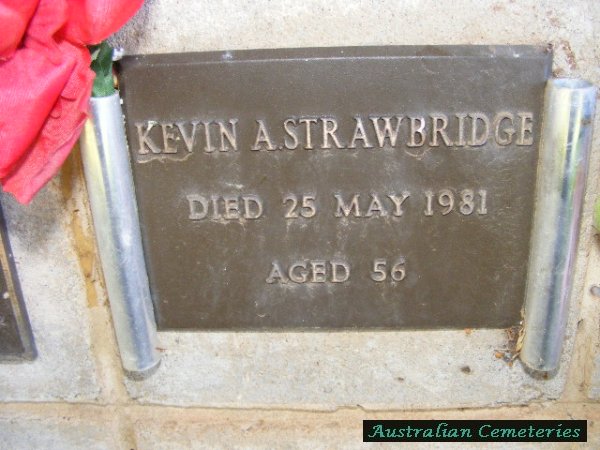 KEVIN A. STRAWBRIDGE
DIED 25 MAY 1981
AGED 56
Australian Cemeteries